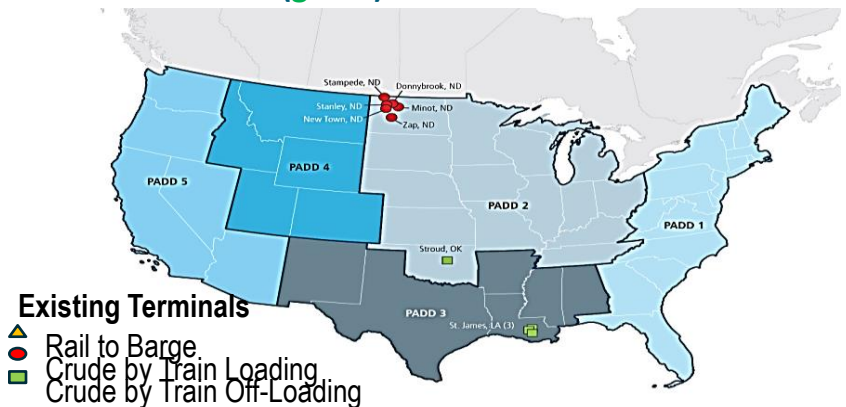 Stampede, ND
Donnybrook, ND
Stanley, ND
Minot, ND
New Town, ND
Zap, ND
PADD 4
PADD 5
PADD 2
PADD 1
Stroud, OK
PADD 3
St. James, LA (3)
Existing Terminals
Rail to Barge
Crude by Train Loading
Crude by Train Off-Loading